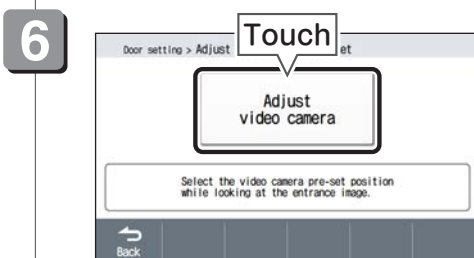 6
Touch
Door setting > Adjust et
Adjust
video camera
Select the video camera pre-set position
while looking at the entrance image.
Back